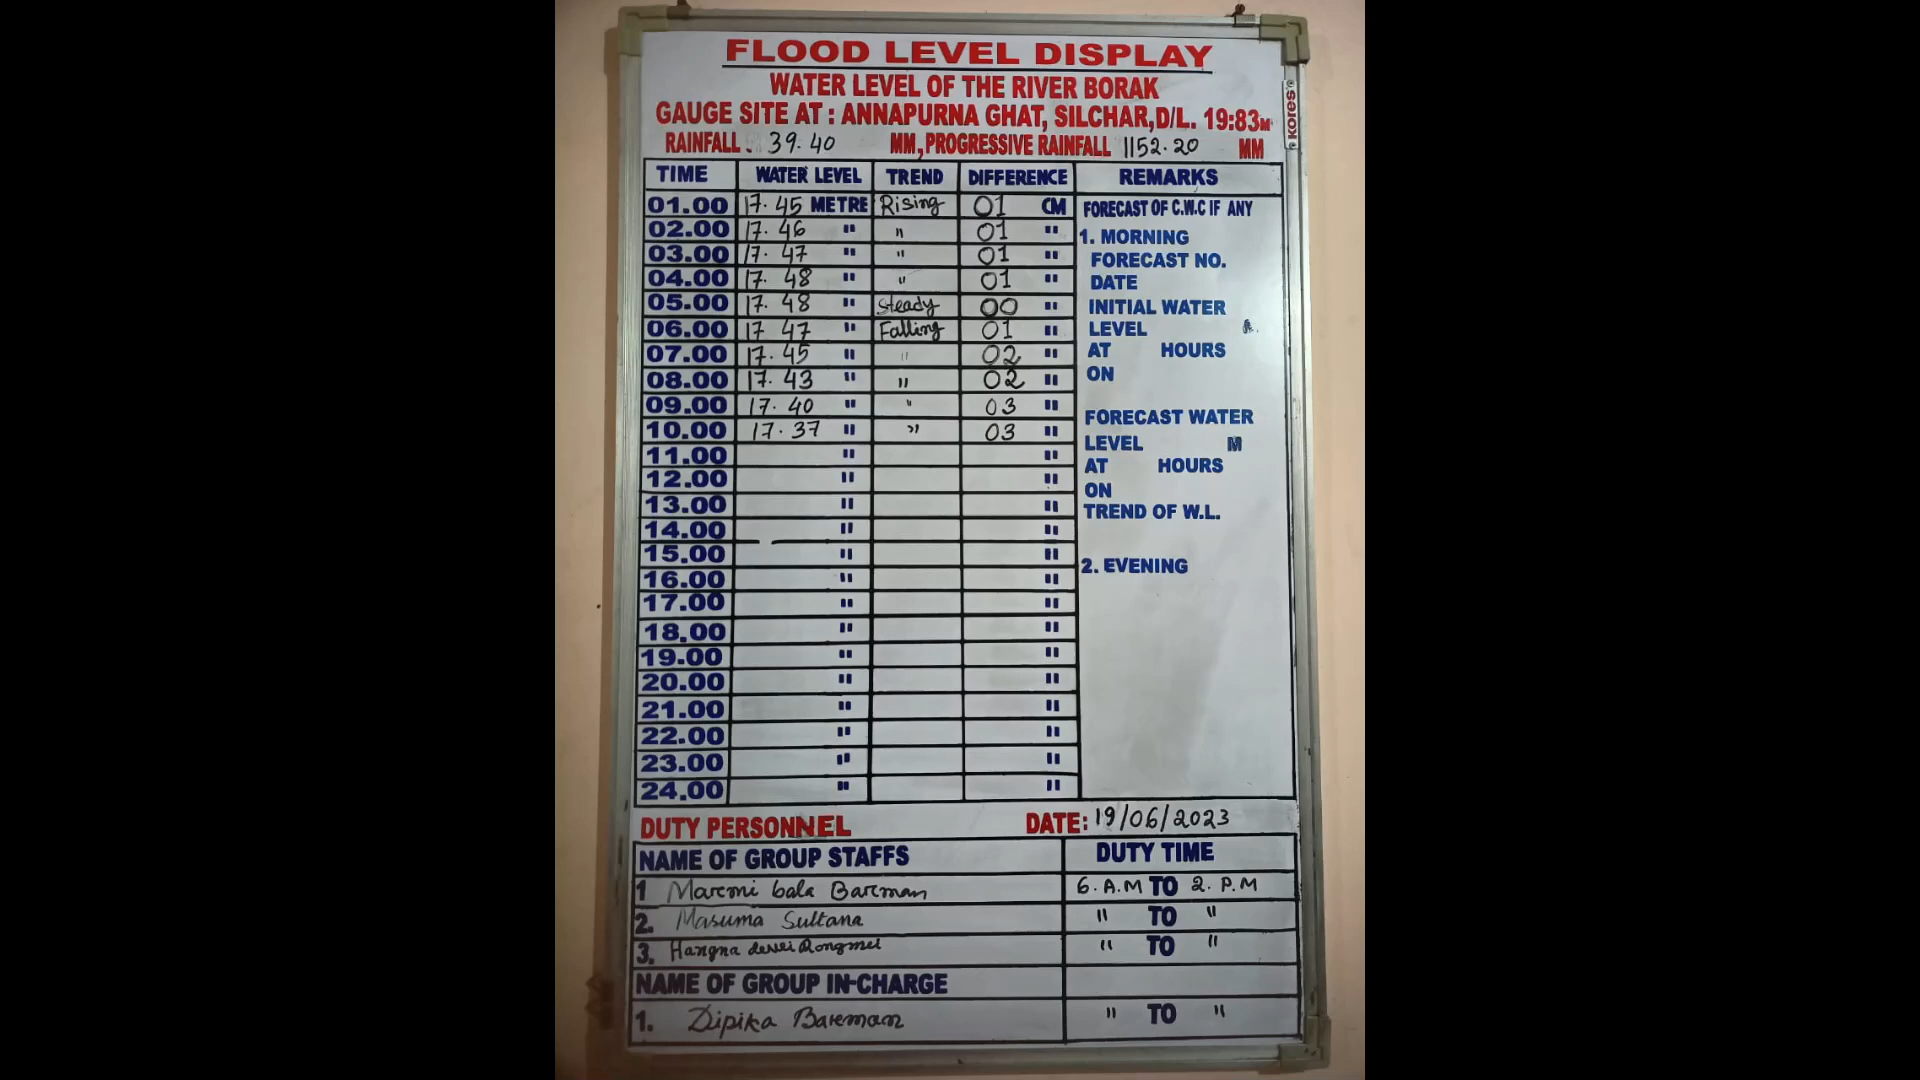 FLOOD LEVEL DISPLAY
WATER LEVEL OF THE RIVER BORAK
GAUGE SITE AT : ANNAPURNA GHAT, SILCHAR,D/L. 19:83M
RAINFALL 39.40 MM, PROGRESSIVE RAINFALL 1152.20 MM
kores
TIME WATER LEVEL TREND DIFFERENCE REMARKS
01.00 17.45 METRE Rising 01 CM
02.00 17.46 " " 01 "
03.00 17.47 " " 01 "
04.00 17.48 " " 01 "
05.00 17.48 " Steady 00 "
06.00 17 47 " Falling 01 "
07.00 17.45 " " 02 "
08.00 17.43 " " 02 "
09.00 17.40 " " 03 "
10.00 17.37 " " 03 "
11.00 " "
12.00 " "
13.00 " "
14.00 " "
15.00 " "
16.00 " "
17.00 " "
18.00 " "
19.00 " "
20.00 " "
21.00 " "
22.00 " "
23.00 " "
24.00 " "
FORECAST OF C.W.C IF ANY
1. MORNING
FORECAST NO.
DATE
INITIAL WATER
LEVEL
AT HOURS
ON
FORECAST WATER
LEVEL M
AT HOURS
ON
TREND OF W.L.
2. EVENING
DUTY PERSONNEL DATE: 19/06/2023
NAME OF GROUP STAFFS DUTY TIME
1 bala Barman 6. A.M TO 2. P.M
2. Masuma Sultana " TO "
3. Hangna " TO "
NAME OF GROUP IN-CHARGE
1. Dipika Barman " TO "